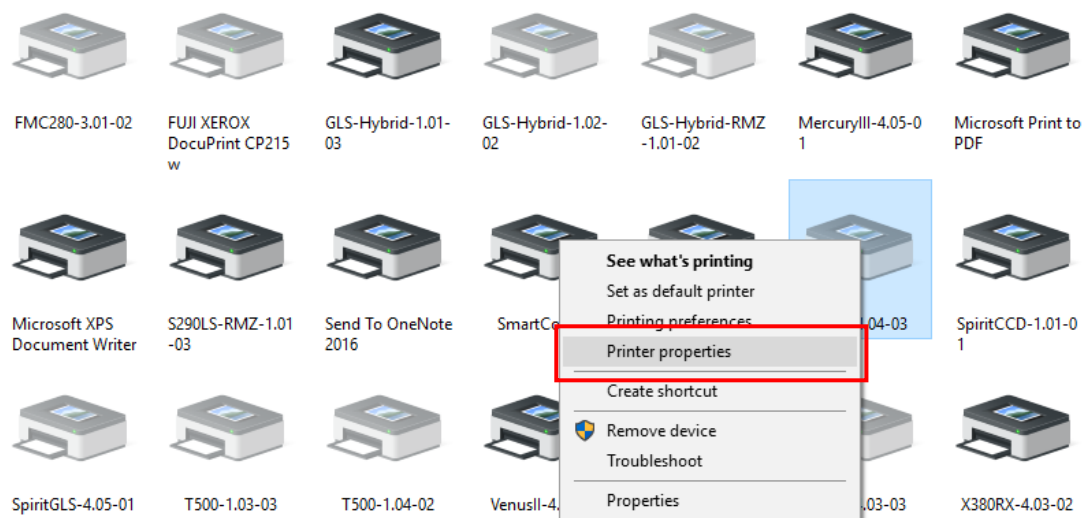 FMC280-3.01-02
FUJI XEROX
DocuPrint CP215
w
GLS-Hybrid-1.01-
03
GLS-Hybrid-1.02-
02
GLS-Hybrid-RMZ
-1.01-02
MercuryIII-4.05-0
1
Microsoft Print to
PDF
Microsoft XPS
Document Writer
S290LS-RMZ-1.01
-03
Send To OneNote
2016
SmartCo
.04-03
SpiritCCD-1.01-0
1
See what's printing
Set as default printer
Printing preferences
Printer properties
Create shortcut
Remove device
Troubleshoot
Properties
SpiritGLS-4.05-01
T500-1.03-03
T500-1.04-02
VenusII-4.
.03-03
X380RX-4.03-02